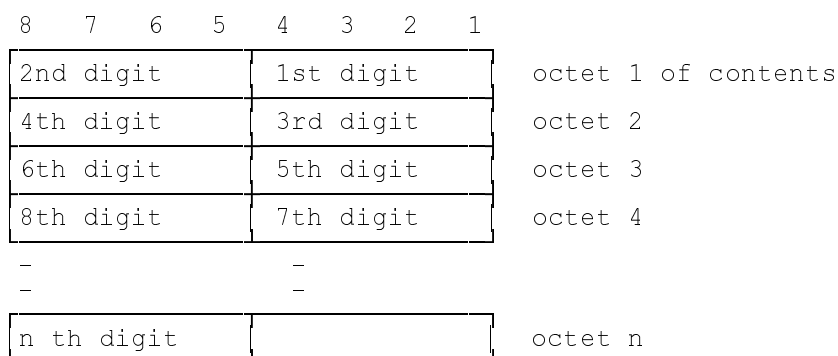 8 7 6 5 4 3 2 1
2nd digit 1st digit octet 1 of contents
4th digit 3rd digit octet 2
6th digit 5th digit octet 3
8th digit 7th digit octet 4
- -
- -
n th digit octet n